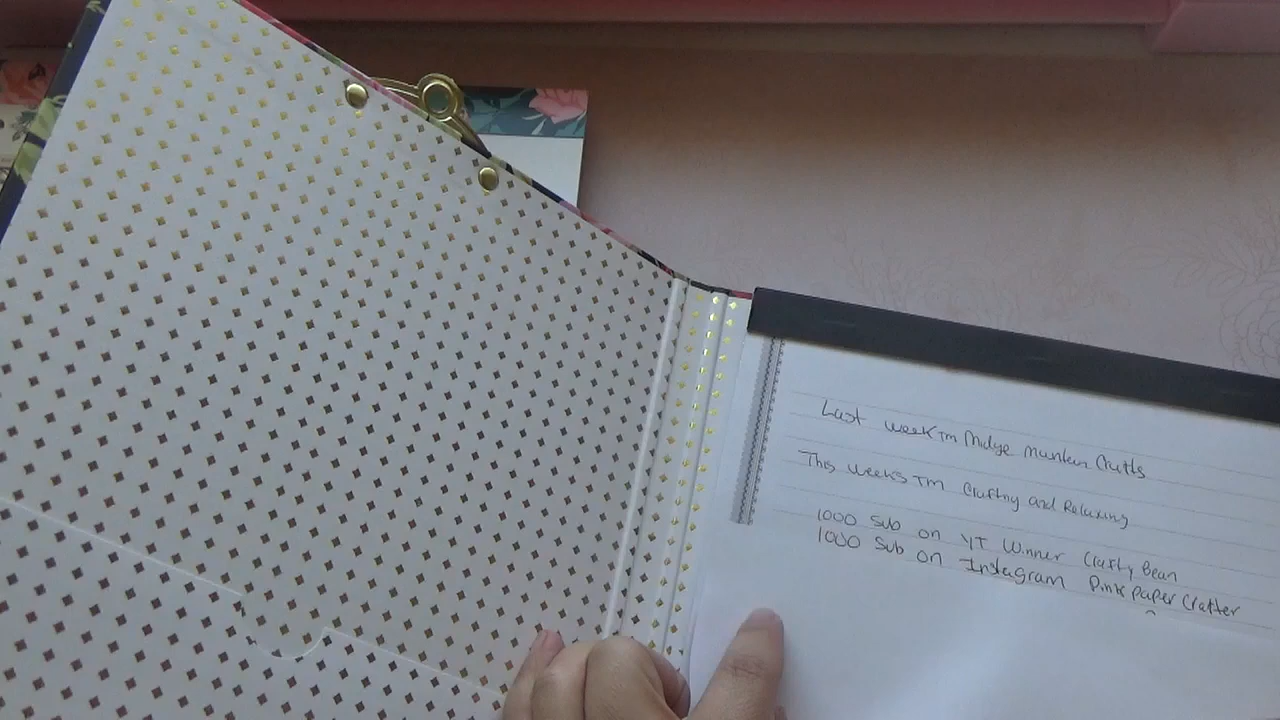 Last week TM Midge Munkin Crafts
This weeks TM Crafting and Relaxing
1000 Sub on YT Winner Crafty Bean
1000 Sub on Instagram Pink paper Crafter